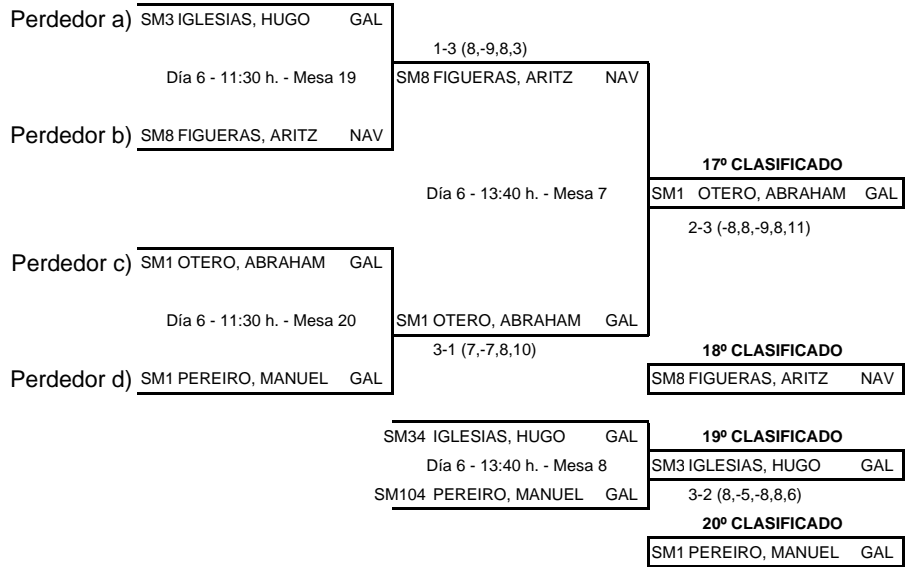 Perdedor a) SM3 IGLESIAS, HUGO GAL
1-3 (8,-9,8,3)
Día 6 - 11:30 h. - Mesa 19 SM8 FIGUERAS, ARITZ NAV
Perdedor b) SM8 FIGUERAS, ARITZ NAV
17º CLASIFICADO
Día 6 - 13:40 h. - Mesa 7 SM1 OTERO, ABRAHAM GAL
2-3 (-8,8,-9,8,11)
Perdedor c) SM1 OTERO, ABRAHAM GAL
Día 6 - 11:30 h. - Mesa 20 SM1 OTERO, ABRAHAM GAL
3-1 (7,-7,8,10) 18º CLASIFICADO
Perdedor d) SM1 PEREIRO, MANUEL GAL SM8 FIGUERAS, ARITZ NAV
SM34 IGLESIAS, HUGO GAL 19º CLASIFICADO
Día 6 - 13:40 h. - Mesa 8 SM3 IGLESIAS, HUGO GAL
SM104 PEREIRO, MANUEL GAL 3-2 (8,-5,-8,8,6)
20º CLASIFICADO
SM1 PEREIRO, MANUEL GAL